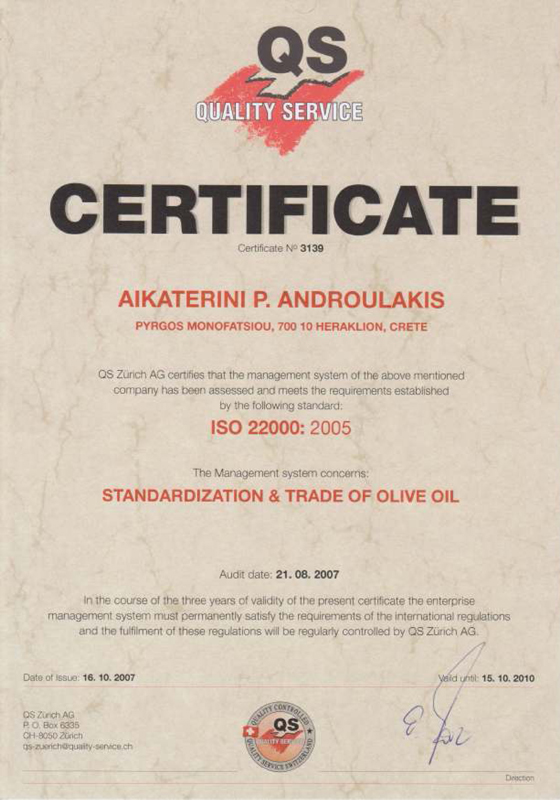 QS
QUALITY SERVICE
CERTIFICATE
Certificate Nº 3139
AIKATERINI P. ANDROULAKIS
PYRGOS MONOFATSIOU, 700 10 HERAKLION, CRETE
QS Zürich AG certifies that the management system of the above mentioned
company has been assessed and meets the requirements established
by the following standard:
ISO 22000: 2005
The Management system concerns:
STANDARDIZATION & TRADE OF OLIVE OIL
Audit date: 21. 08. 2007
In the course of the three years of validity of the present certificate the enterprise
management system must permanently satisfy the requirements of the international regulations
and the fulfilment of these regulations will be regularly controlled by QS Zürich AG.
Date of Issue: 16. 10. 2007
Valid until: 15. 10. 2010
QS Zürich AG
P. O. Box 6335
CH-8050 Zürich
qs-zuerich@quality-service.ch
QUALITY CONTROLLED
QS
QUALITY SERVICE
QUALITY SERVICE SWITZERLAND
Direction